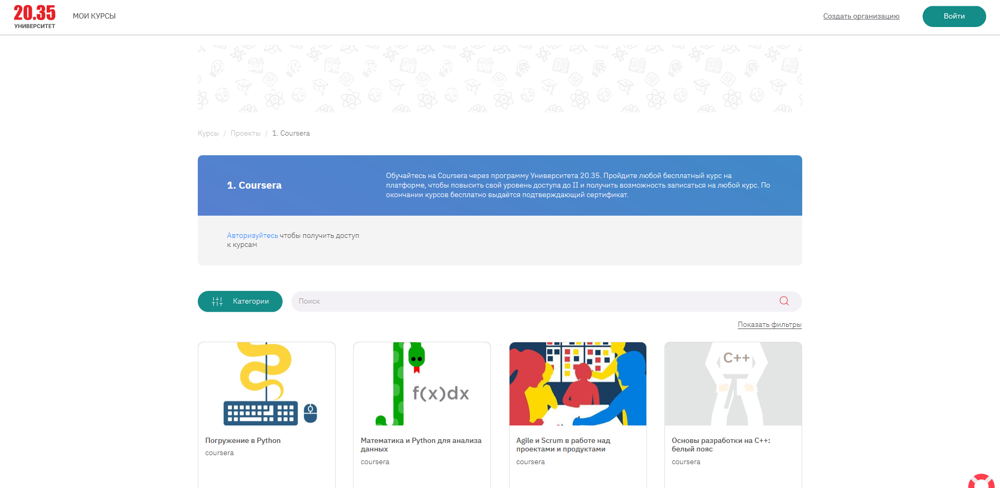 20.35
УНИВЕРСИТЕТ
МОИ КУРСЫ
Создать организацию
Войти
Курсы / Проекты / 1. Coursera
1. Coursera
Обучайтесь на Coursera через программу Университета 20.35. Пройдите любой бесплатный курс на
платформе, чтобы повысить свой уровень доступа до II и получить возможность записаться на любой курс. По
окончании курсов бесплатно выдаётся подтверждающий сертификат.
Авторизуйтесь чтобы получить доступ
к курсам
Категории
Поиск
Показать фильтры
Погружение в Python
coursera
f(x)dx
Математика и Python для анализа
данных
coursera
Agile и Scrum в работе над
проектами и продуктами
coursera
C++
Основы разработки на C++:
белый пояс
coursera